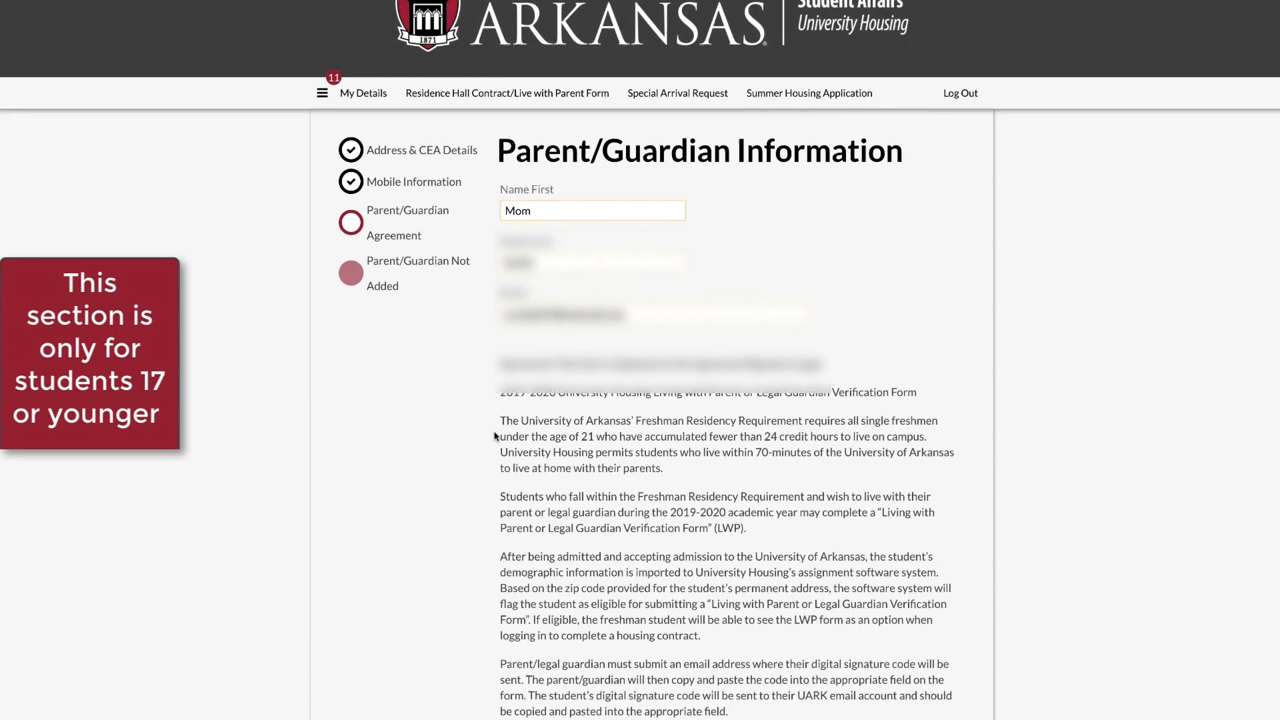 Student Affairs
ARKANSAS
University Housing
1871
11
My Details
Residence Hall Contract/Live with Parent Form
Special Arrival Request
Summer Housing Application
Log Out
Address & CEA Details
Mobile Information
Parent/Guardian
Agreement
Parent/Guardian Not
Added
This
section is
only for
students 17
or younger
Parent/Guardian Information
Name First
Mom
2019-2020 University Housing Living with Parent or Legal Guardian Verification Form
The University of Arkansas’ Freshman Residency Requirement requires all single freshmen
under the age of 21 who have accumulated fewer than 24 credit hours to live on campus.
University Housing permits students who live within 70-minutes of the University of Arkansas
to live at home with their parents.
Students who fall within the Freshman Residency Requirement and wish to live with their
parent or legal guardian during the 2019-2020 academic year may complete a “Living with
Parent or Legal Guardian Verification Form” (LWP).
After being admitted and accepting admission to the University of Arkansas, the student’s
demographic information is imported to University Housing’s assignment software system.
Based on the zip code provided for the student’s permanent address, the software system will
flag the student as eligible for submitting a “Living with Parent or Legal Guardian Verification
Form”. If eligible, the freshman student will be able to see the LWP form as an option when
logging in to complete a housing contract.
Parent/legal guardian must submit an email address where their digital signature code will be
sent. The parent/guardian will then copy and paste the code into the appropriate field on the
form. The student’s digital signature code will be sent to their UARK email account and should
be copied and pasted into the appropriate field.